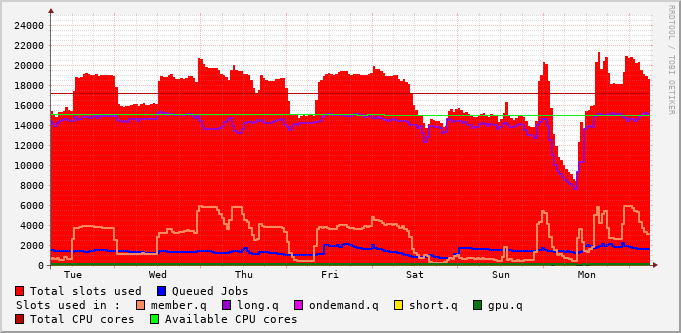 RRDTOOL / TOBI OETIKER
24000
22000
20000
18000
16000
14000
12000
10000
8000
6000
4000
2000
0
Tue Wed Thu Fri Sat Sun Mon
Total slots used Queued Jobs
Slots used in : member.q long.q ondemand.q short.q gpu.q
Total CPU cores Available CPU cores